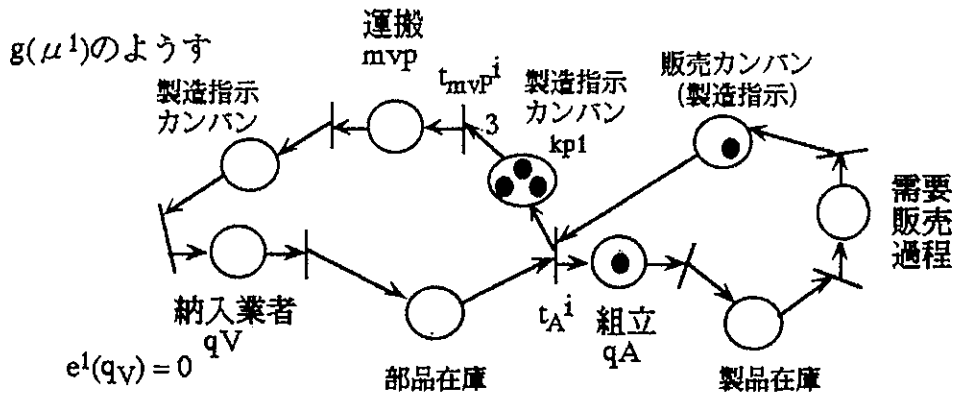 g(μ¹)のようす
運搬
mvp
製造指示
カンバン
t_mvp^i
3
製造指示
カンバン
kp1
販売カンバン
(製造指示)
需要
販売
過程
納入業者
qV
e¹(q_V) = 0
部品在庫
t_A^i
組立
qA
製品在庫